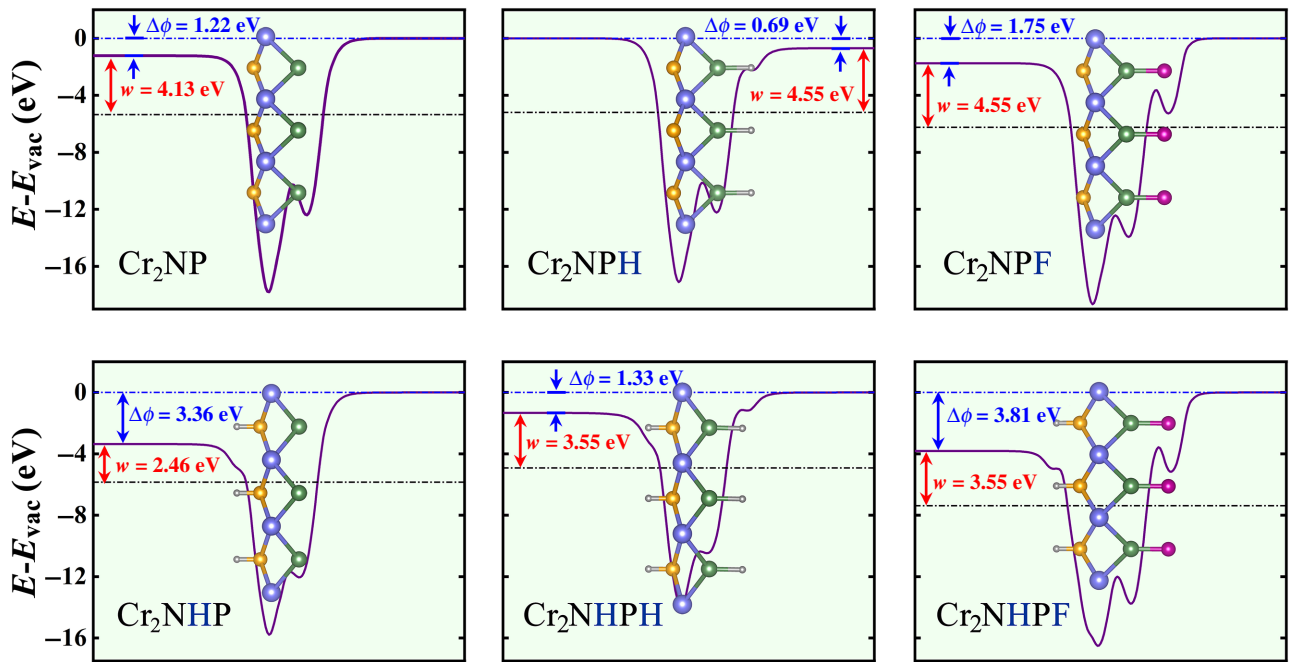 Δϕ = 1.22 eV
0
w = 4.13 eV
−4
−8
−12
−16
E-Evac (eV)
Cr₂NP
Δϕ = 0.69 eV
w = 4.55 eV
Cr₂NPH
Δϕ = 1.75 eV
w = 4.55 eV
Cr₂NPF
0
Δϕ = 3.36 eV
w = 2.46 eV
−4
−8
−12
−16
E-Evac (eV)
Cr₂NHP
Δϕ = 1.33 eV
w = 3.55 eV
Cr₂NHPH
Δϕ = 3.81 eV
w = 3.55 eV
Cr₂NHPF